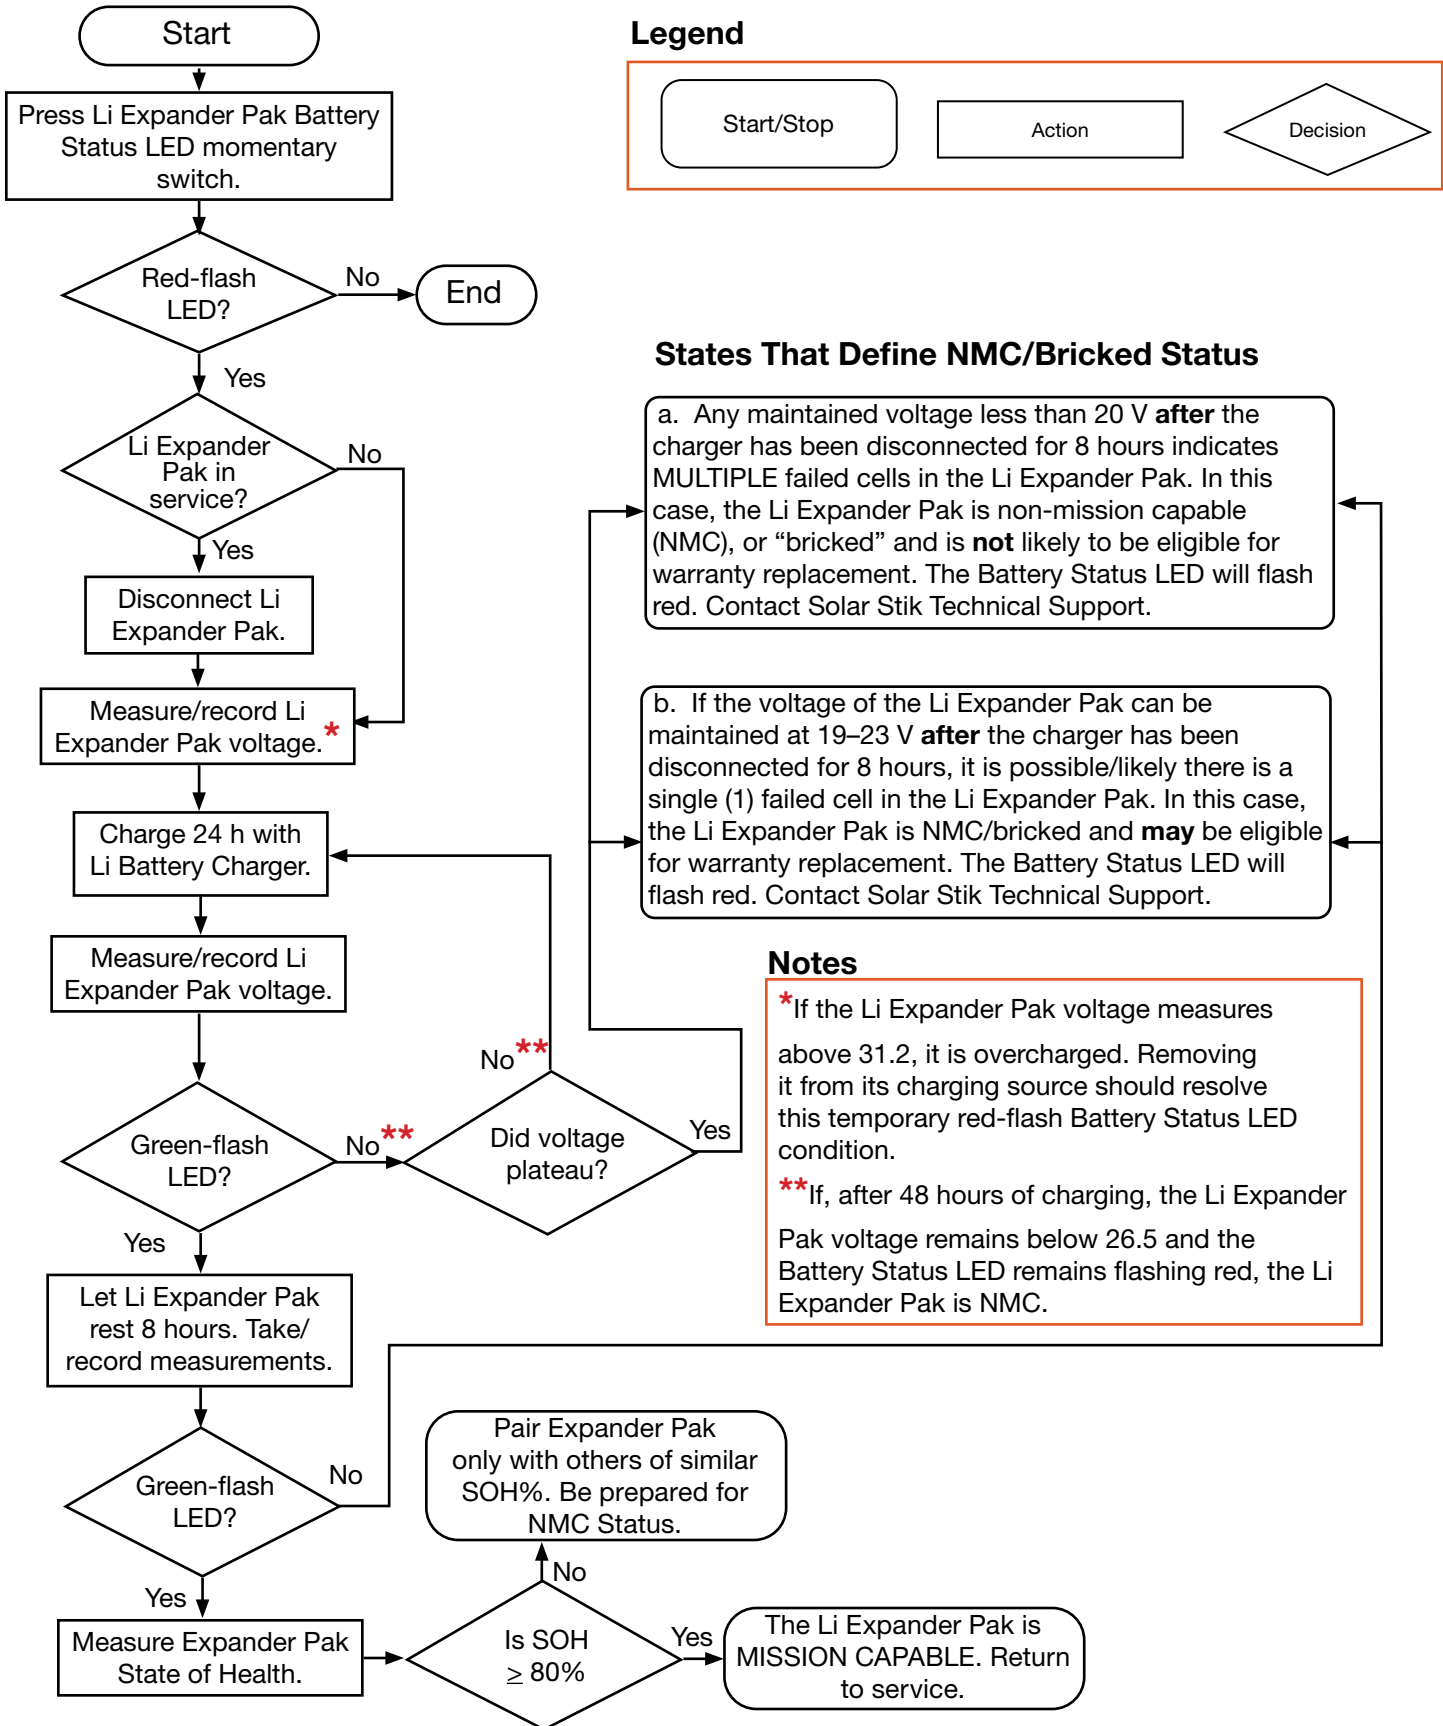 Start
Press Li Expander Pak Battery
Status LED momentary
switch.
Red-flash
LED?
No
End
Yes
Li Expander
Pak in
service?
No
Yes
Disconnect Li
Expander Pak.
Measure/record Li
Expander Pak voltage.*
Charge 24 h with
Li Battery Charger.
Measure/record Li
Expander Pak voltage.
Green-flash
LED?
No**
Did voltage
plateau?
No**
Yes
Yes
Let Li Expander Pak
rest 8 hours. Take/
record measurements.
Green-flash
LED?
No
Yes
Measure Expander Pak
State of Health.
Is SOH
≥ 80%
No
Pair Expander Pak
only with others of similar
SOH%. Be prepared for
NMC Status.
Yes
The Li Expander Pak is
MISSION CAPABLE. Return
to service.
Legend
Start/Stop
Action
Decision
States That Define NMC/Bricked Status
a. Any maintained voltage less than 20 V after the
charger has been disconnected for 8 hours indicates
MULTIPLE failed cells in the Li Expander Pak. In this
case, the Li Expander Pak is non-mission capable
(NMC), or “bricked” and is not likely to be eligible for
warranty replacement. The Battery Status LED will flash
red. Contact Solar Stik Technical Support.
b. If the voltage of the Li Expander Pak can be
maintained at 19–23 V after the charger has been
disconnected for 8 hours, it is possible/likely there is a
single (1) failed cell in the Li Expander Pak. In this case,
the Li Expander Pak is NMC/bricked and may be eligible
for warranty replacement. The Battery Status LED will
flash red. Contact Solar Stik Technical Support.
Notes
*If the Li Expander Pak voltage measures
above 31.2, it is overcharged. Removing
it from its charging source should resolve
this temporary red-flash Battery Status LED
condition.
**If, after 48 hours of charging, the Li Expander
Pak voltage remains below 26.5 and the
Battery Status LED remains flashing red, the Li
Expander Pak is NMC.